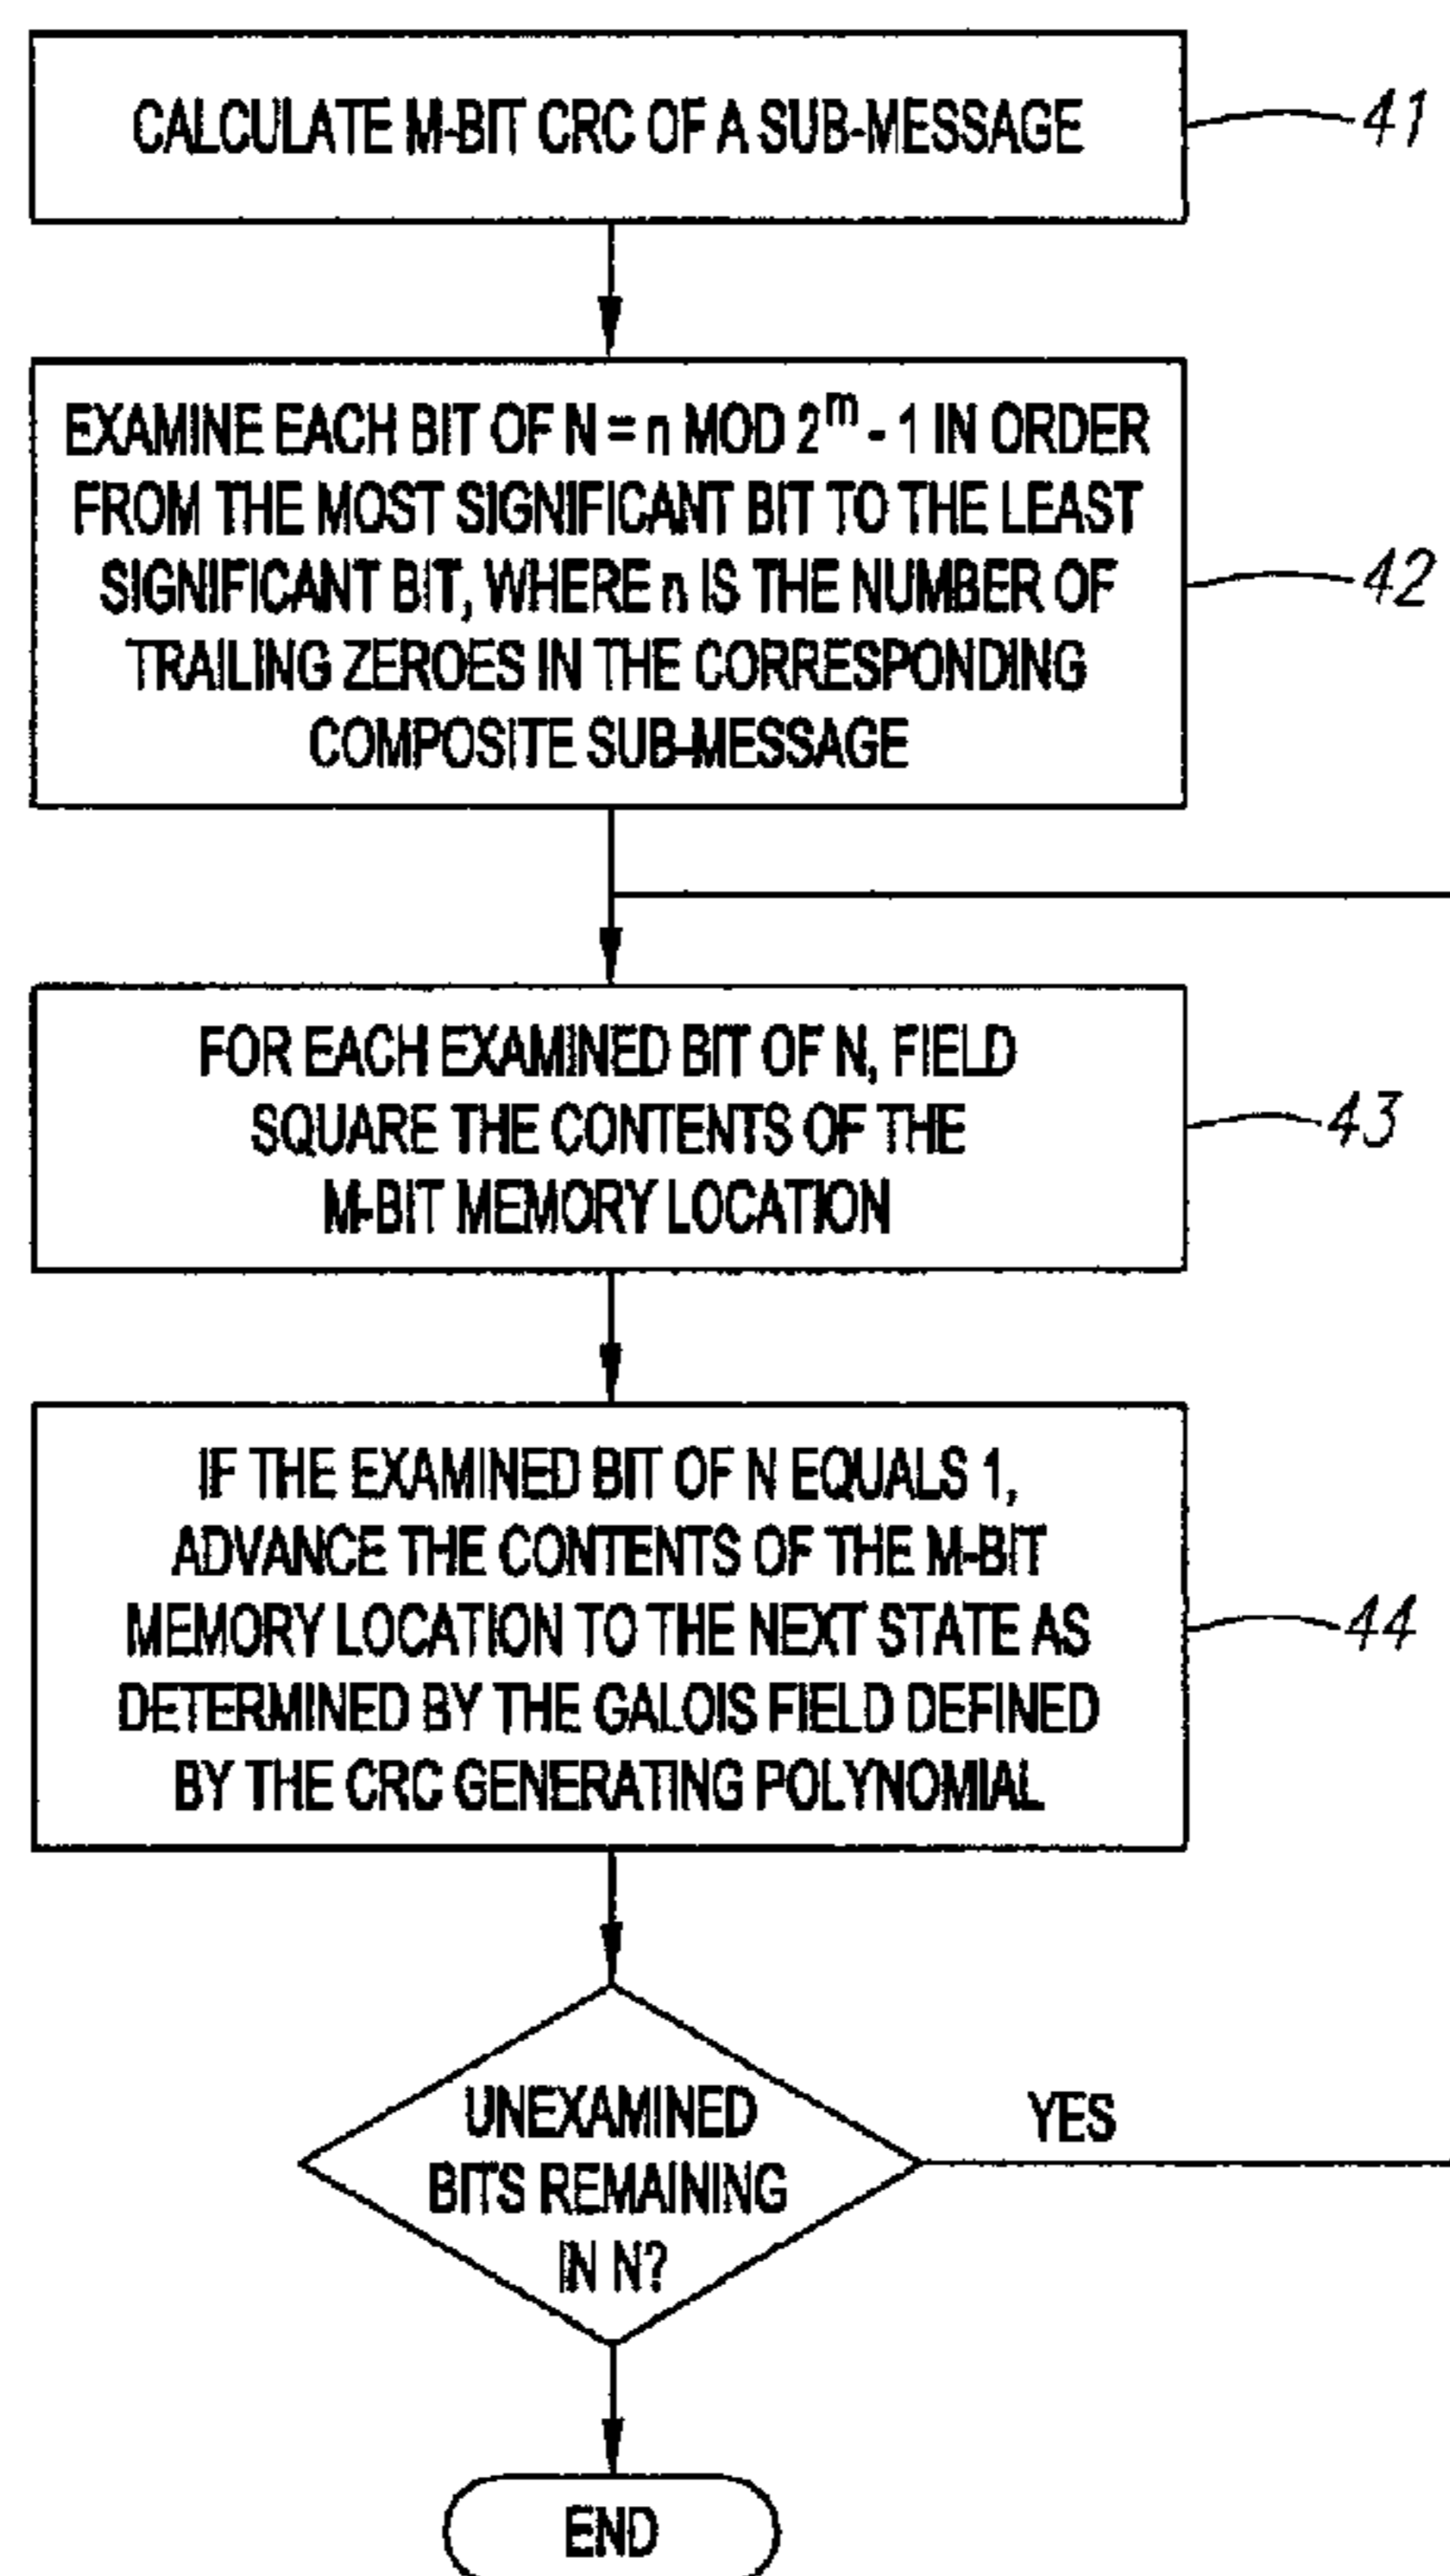 CALCULATE M-BIT CRC OF A SUB-MESSAGE
41
EXAMINE EACH BIT OF N = n MOD 2^m - 1 IN ORDER
FROM THE MOST SIGNIFICANT BIT TO THE LEAST
SIGNIFICANT BIT, WHERE n IS THE NUMBER OF
TRAILING ZEROES IN THE CORRESPONDING
COMPOSITE SUB-MESSAGE
42
FOR EACH EXAMINED BIT OF N, FIELD
SQUARE THE CONTENTS OF THE
M-BIT MEMORY LOCATION
43
IF THE EXAMINED BIT OF N EQUALS 1,
ADVANCE THE CONTENTS OF THE M-BIT
MEMORY LOCATION TO THE NEXT STATE AS
DETERMINED BY THE GALOIS FIELD DEFINED
BY THE CRC GENERATING POLYNOMIAL
44
UNEXAMINED
BITS REMAINING
IN N?
YES
END